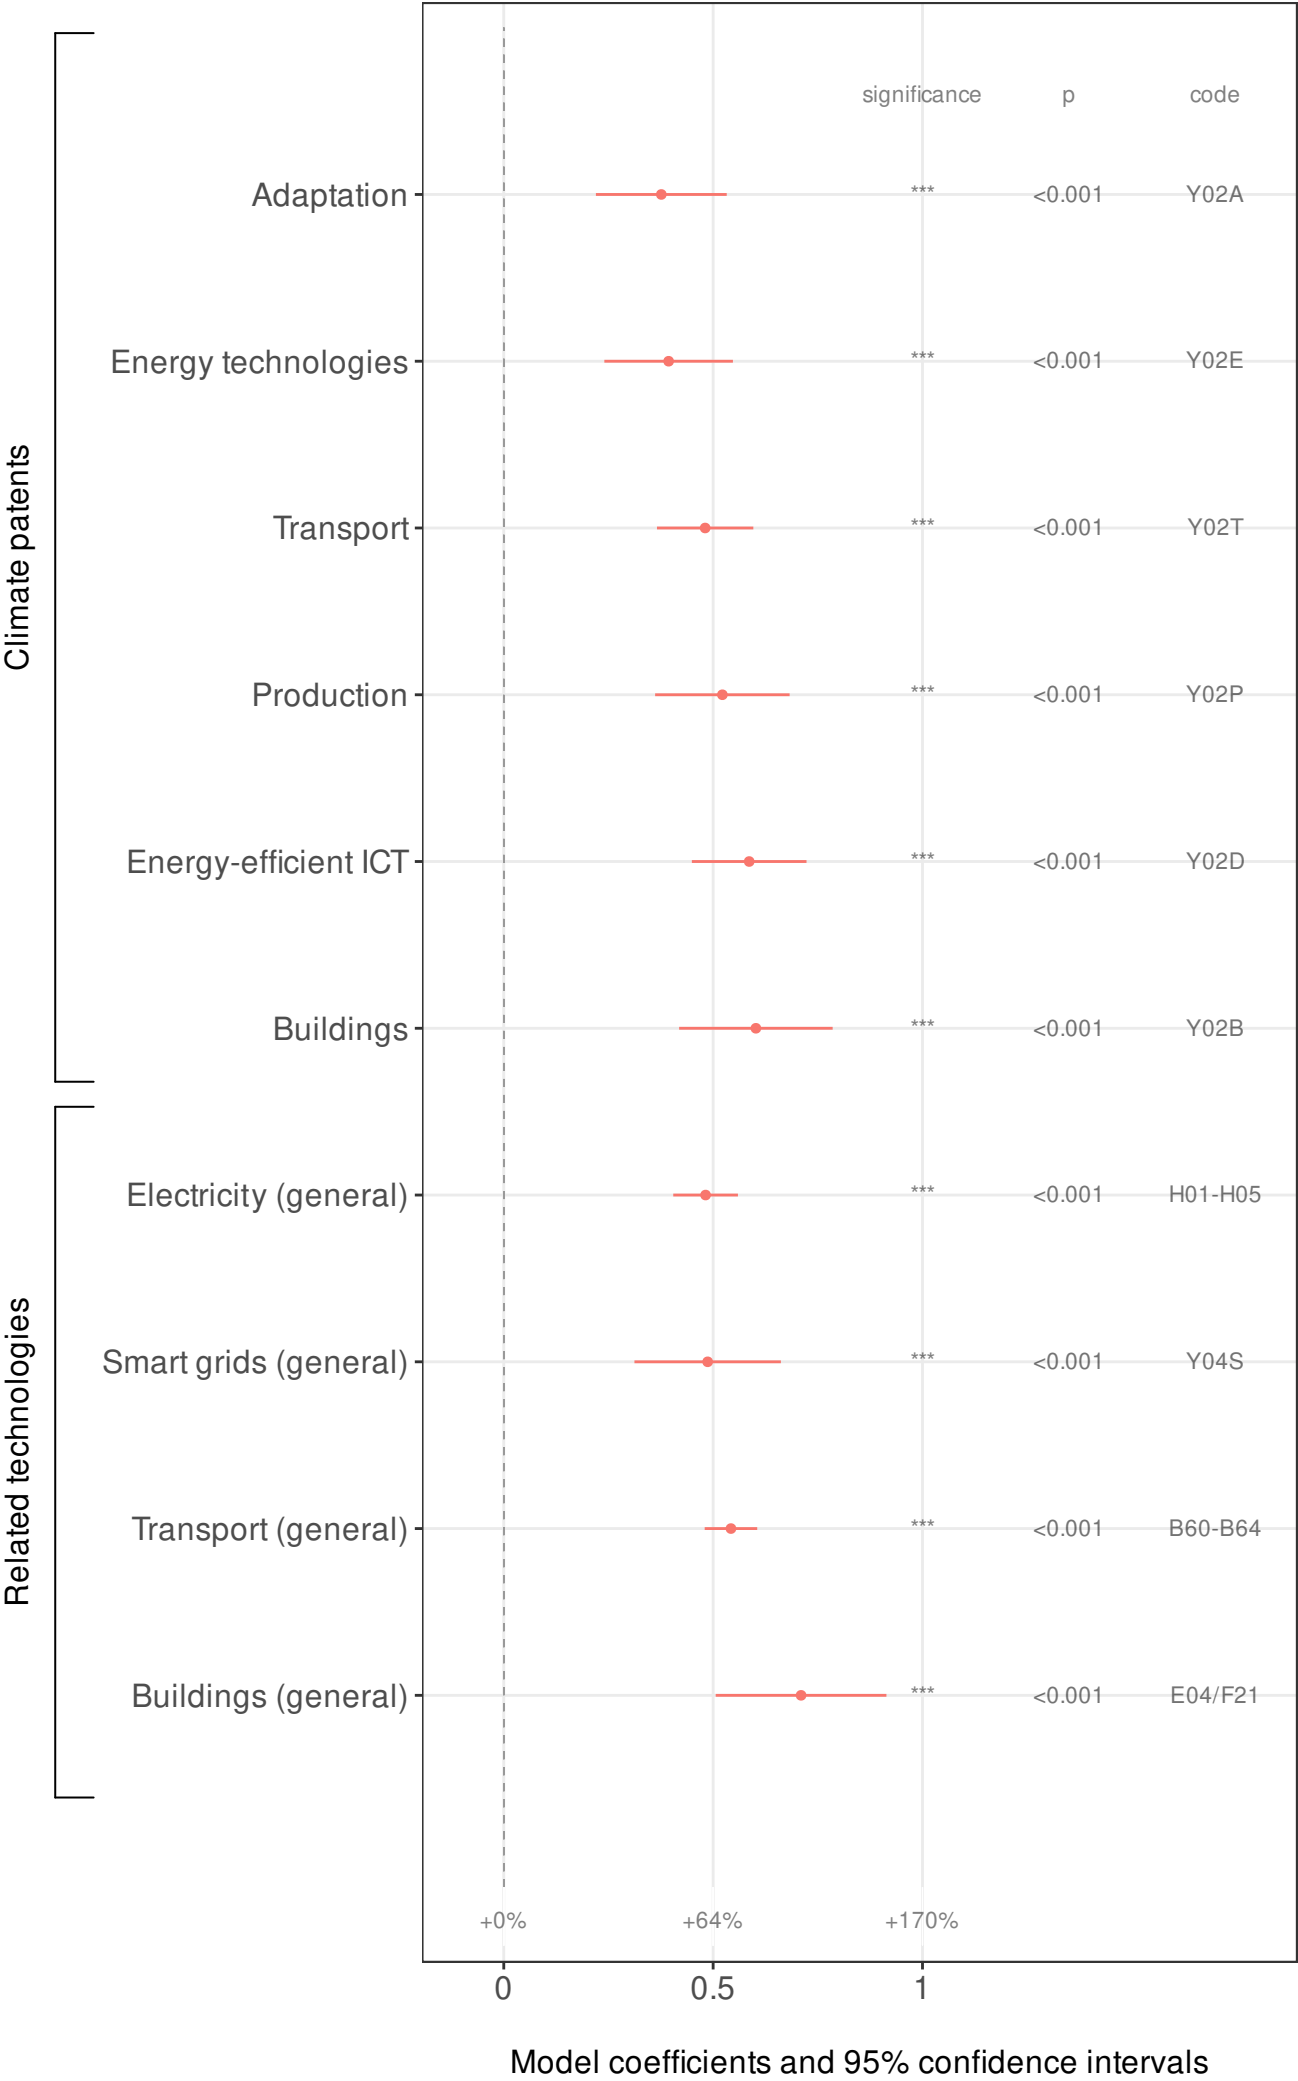 Climate patents
Related technologies
significance p code
Adaptation *** <0.001 Y02A
Energy technologies *** <0.001 Y02E
Transport *** <0.001 Y02T
Production *** <0.001 Y02P
Energy-efficient ICT *** <0.001 Y02D
Buildings *** <0.001 Y02B
Electricity (general) *** <0.001 H01-H05
Smart grids (general) *** <0.001 Y04S
Transport (general) *** <0.001 B60-B64
Buildings (general) *** <0.001 E04/F21
+0% +64% +170%
0 0.5 1
Model coefficients and 95% confidence intervals